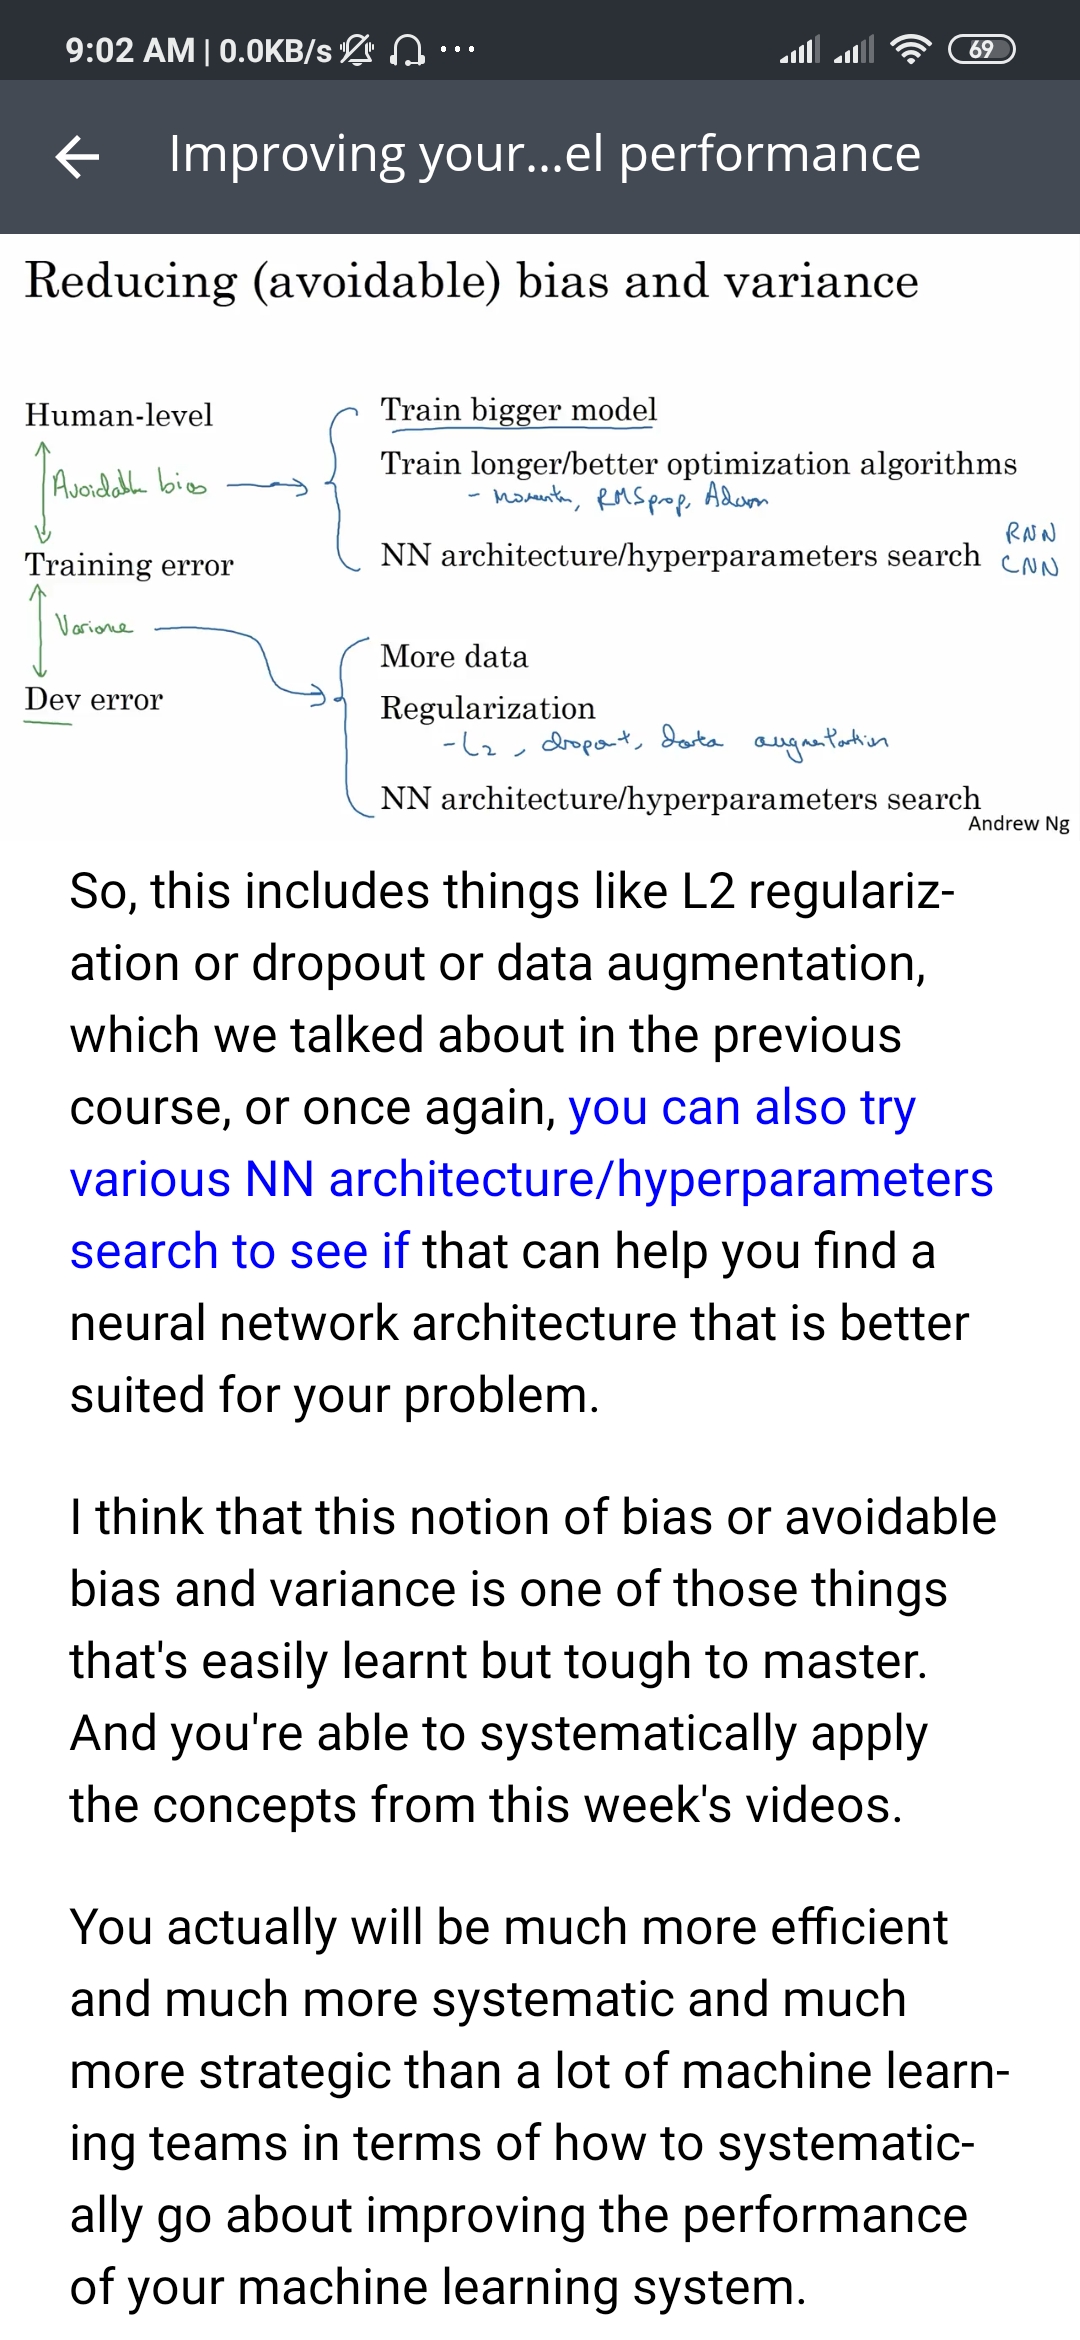 9:02 AM | 0.0KB/s ...
69
Improving your...el performance
Reducing (avoidable) bias and variance
Human-level
Avoidable bias
Training error
Variance
Dev error
Train bigger model
Train longer/better optimization algorithms
- Momentum, RMSprop, Adam
NN architecture/hyperparameters search
RNN
CNN
More data
Regularization
- L2, dropout, data augmentation
NN architecture/hyperparameters search
Andrew Ng
So, this includes things like L2 regulariz-
ation or dropout or data augmentation,
which we talked about in the previous
course, or once again, you can also try
various NN architecture/hyperparameters
search to see if that can help you find a
neural network architecture that is better
suited for your problem.
I think that this notion of bias or avoidable
bias and variance is one of those things
that's easily learnt but tough to master.
And you're able to systematically apply
the concepts from this week's videos.
You actually will be much more efficient
and much more systematic and much
more strategic than a lot of machine learn-
ing teams in terms of how to systematic-
ally go about improving the performance
of your machine learning system.